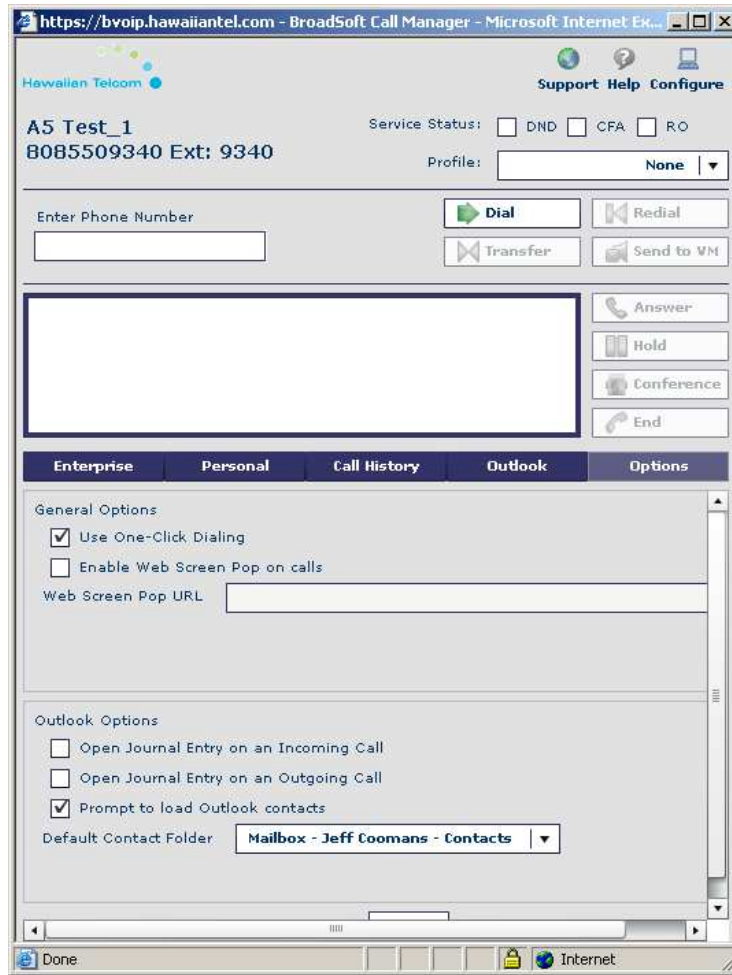 https://bvoip.hawaiiantel.com - BroadSoft Call Manager - Microsoft Internet Ex...
Hawaiian Telcom
Support Help Configure
A5 Test_1
8085509340 Ext: 9340
Service Status: DND CFA RO
Profile: None
Enter Phone Number
Dial
Redial
Transfer
Send to VM
Answer
Hold
Conference
End
Enterprise Personal Call History Outlook Options
General Options
Use One-Click Dialing
Enable Web Screen Pop on calls
Web Screen Pop URL
Outlook Options
Open Journal Entry on an Incoming Call
Open Journal Entry on an Outgoing Call
Prompt to load Outlook contacts
Default Contact Folder Mailbox - Jeff Coomans - Contacts
Done Internet